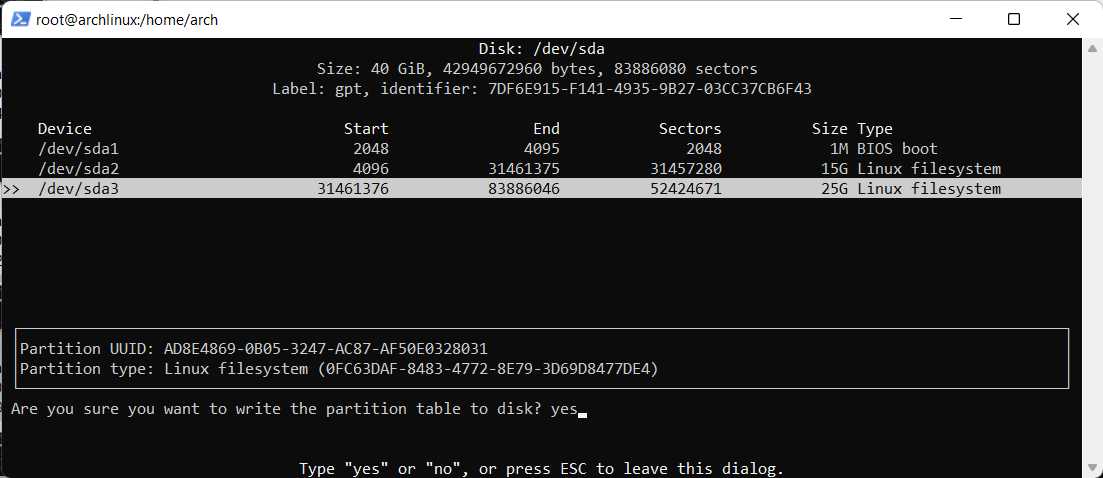 root@archlinux:/home/arch
Disk: /dev/sda
Size: 40 GiB, 42949672960 bytes, 83886080 sectors
Label: gpt, identifier: 7DF6E915-F141-4935-9B27-03CC37CB6F43
Device Start End Sectors Size Type
/dev/sda1 2048 4095 2048 1M BIOS boot
/dev/sda2 4096 31461375 31457280 15G Linux filesystem
>> /dev/sda3 31461376 83886046 52424671 25G Linux filesystem
Partition UUID: AD8E4869-0B05-3247-AC87-AF50E0328031
Partition type: Linux filesystem (0FC63DAF-8483-4772-8E79-3D69D8477DE4)
Are you sure you want to write the partition table to disk? yes
Type "yes" or "no", or press ESC to leave this dialog.